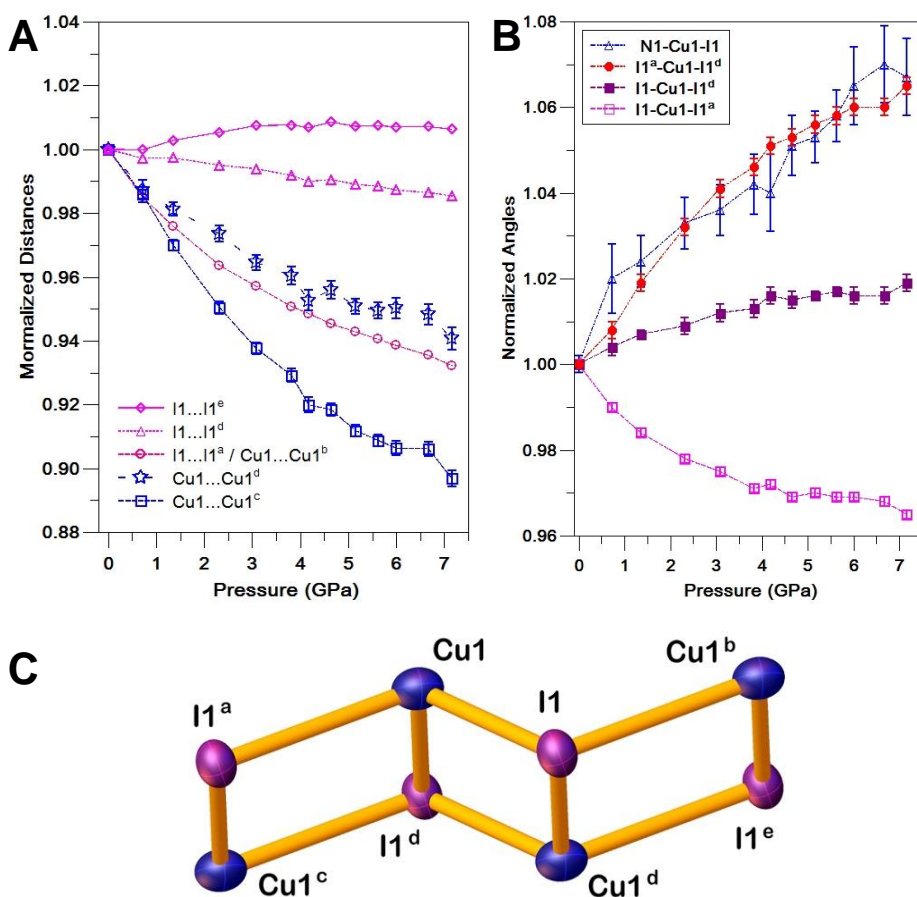 A
Mormalized Distances
1.04
1.02
1.00
0.98
0.96
0.94
0.92
0.90
0.88
I1...I1ᵉ
I1...I1ᵈ
I1...I1ᵃ / Cu1...Cu1ᵇ
Cu1...Cu1ᵈ
Cu1...Cu1ᶜ
0 1 2 3 4 5 6 7
Pressure (GPa)
B
Normalized Angles
1.08
1.06
1.04
1.02
1.00
0.98
0.96
N1-Cu1-I1
I1ᵃ-Cu1-I1ᵈ
I1-Cu1-I1ᵈ
I1-Cu1-I1ᵃ
0 1 2 3 4 5 6 7
Pressure (GPa)
C
Cu1
Cu1ᵇ
I1ᵃ
I1
Cu1ᶜ
I1ᵈ
Cu1ᵈ
I1ᵉ